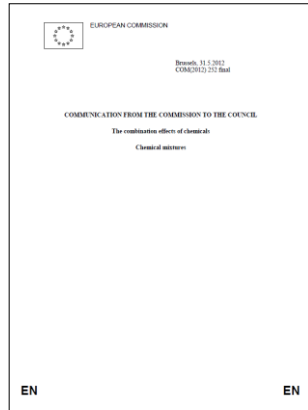 EUROPEAN COMMISSION
Brussels, 31.5.2012
COM(2012) 252 final
COMMUNICATION FROM THE COMMISSION TO THE COUNCIL
The combination effects of chemicals
Chemical mixtures
EN EN